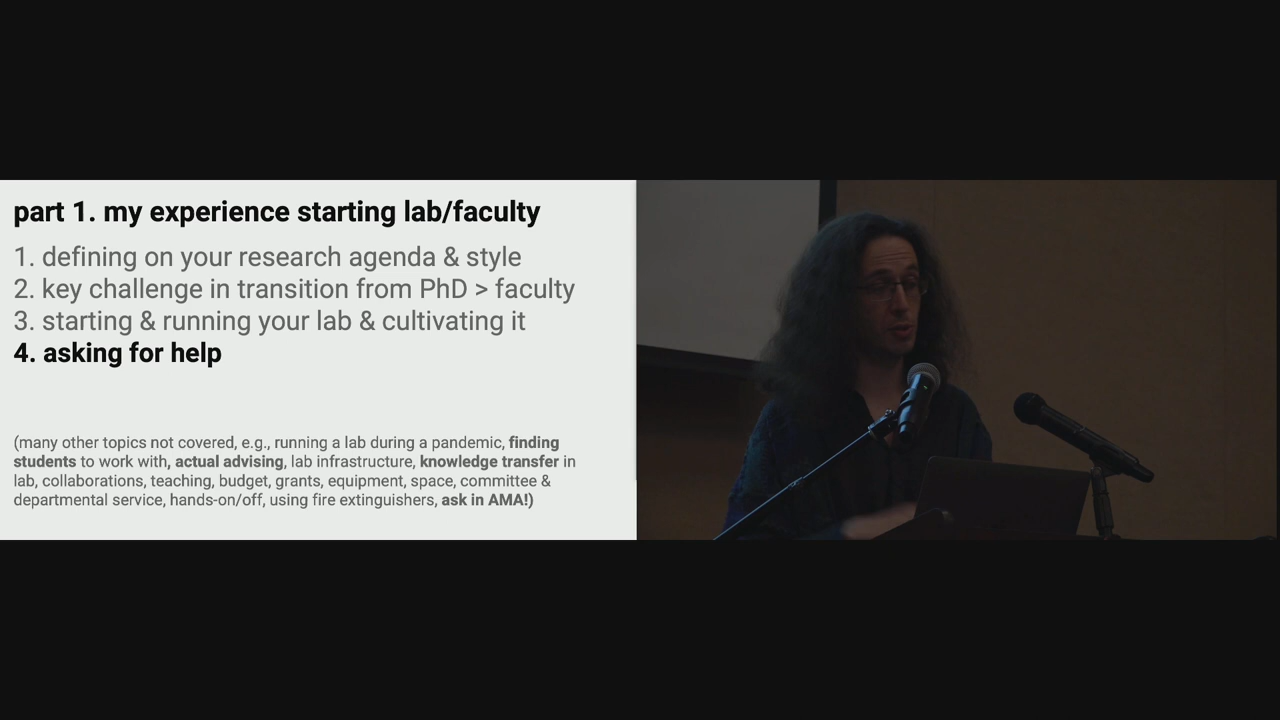 part 1. my experience starting lab/faculty
1. defining on your research agenda & style
2. key challenge in transition from PhD > faculty
3. starting & running your lab & cultivating it
4. asking for help
(many other topics not covered, e.g., running a lab during a pandemic, finding
students to work with, actual advising, lab infrastructure, knowledge transfer in
lab, collaborations, teaching, budget, grants, equipment, space, committee &
departmental service, hands-on/off, using fire extinguishers, ask in AMA!)